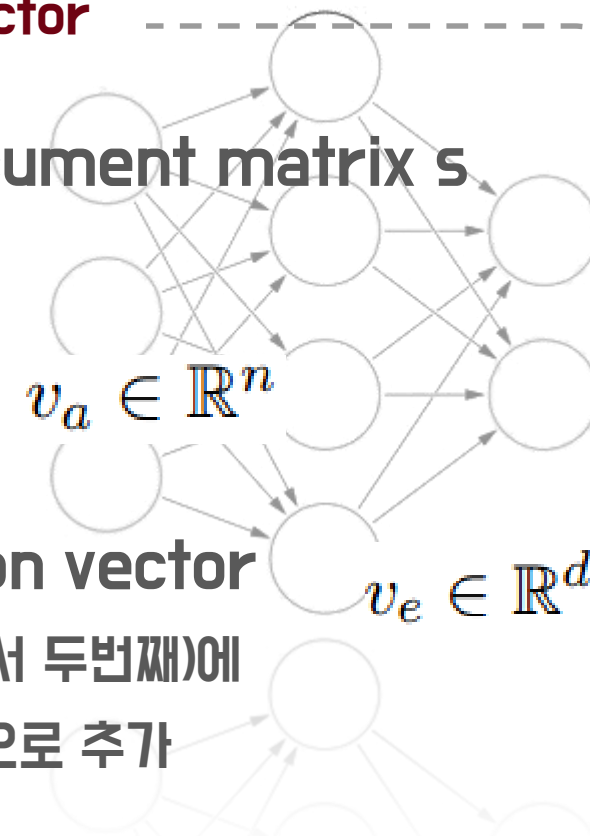 ctor
ument matrix s
v_a ∈ ℝ^n
on vector
v_e ∈ ℝ^d
서 두번째)에
으로 추가